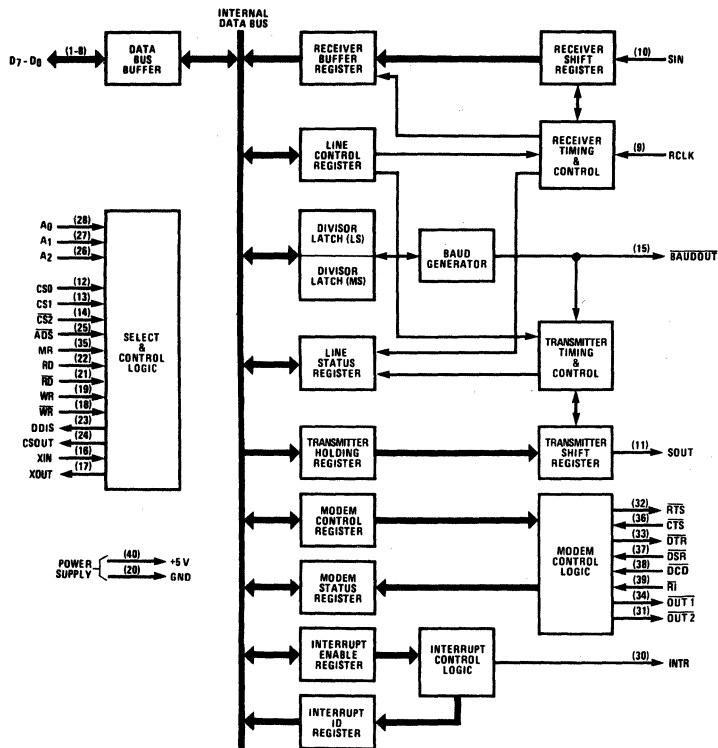 INTERNAL
DATA BUS
D7 - D0
(1-8)
DATA
BUS
BUFFER
RECEIVER
BUFFER
REGISTER
RECEIVER
SHIFT
REGISTER
(10)
SIN
LINE
CONTROL
REGISTER
RECEIVER
TIMING
&
CONTROL
(9)
RCLK
A0
(28)
A1
(27)
A2
(26)
CS0
(12)
CS1
(13)
CS2
(14)
ADS
(25)
MR
(35)
RD
(22)
RD
(21)
WR
(19)
WR
(18)
DDIS
(23)
CSOUT
(24)
XIN
(16)
XOUT
(17)
SELECT
&
CONTROL
LOGIC
DIVISOR
LATCH (LS)
DIVISOR
LATCH (MS)
BAUD
GENERATOR
(15)
BAUDOUT
LINE
STATUS
REGISTER
TRANSMITTER
TIMING
&
CONTROL
TRANSMITTER
HOLDING
REGISTER
TRANSMITTER
SHIFT
REGISTER
(11)
SOUT
MODEM
CONTROL
REGISTER
MODEM
CONTROL
LOGIC
(32)
RTS
(36)
CTS
(33)
DTR
(37)
DSR
(38)
DCD
(39)
RI
(34)
OUT 1
(31)
OUT 2
POWER
SUPPLY
(40)
+5 V
(20)
GND
MODEM
STATUS
REGISTER
INTERRUPT
ENABLE
REGISTER
INTERRUPT
CONTROL
LOGIC
(30)
INTR
INTERRUPT
ID
REGISTER